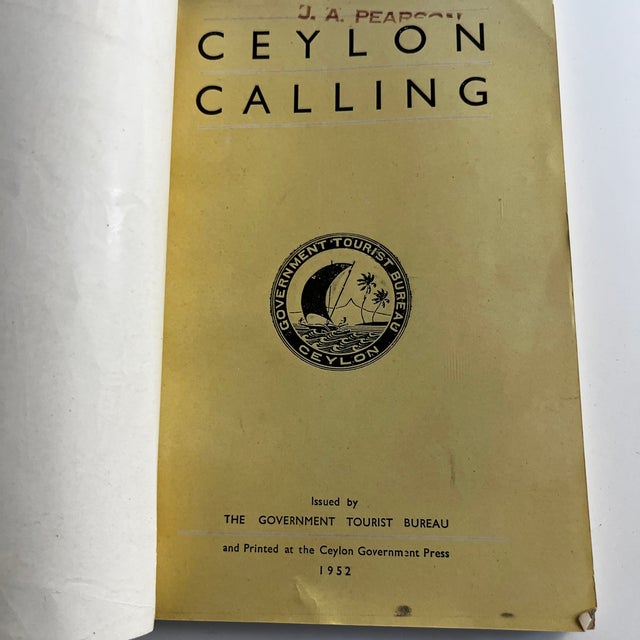 J. A. PEARSON
CEYLON
CALLING
GOVERNMENT TOURIST BUREAU
CEYLON
Issued by
THE GOVERNMENT TOURIST BUREAU
and Printed at the Ceylon Government Press
1952